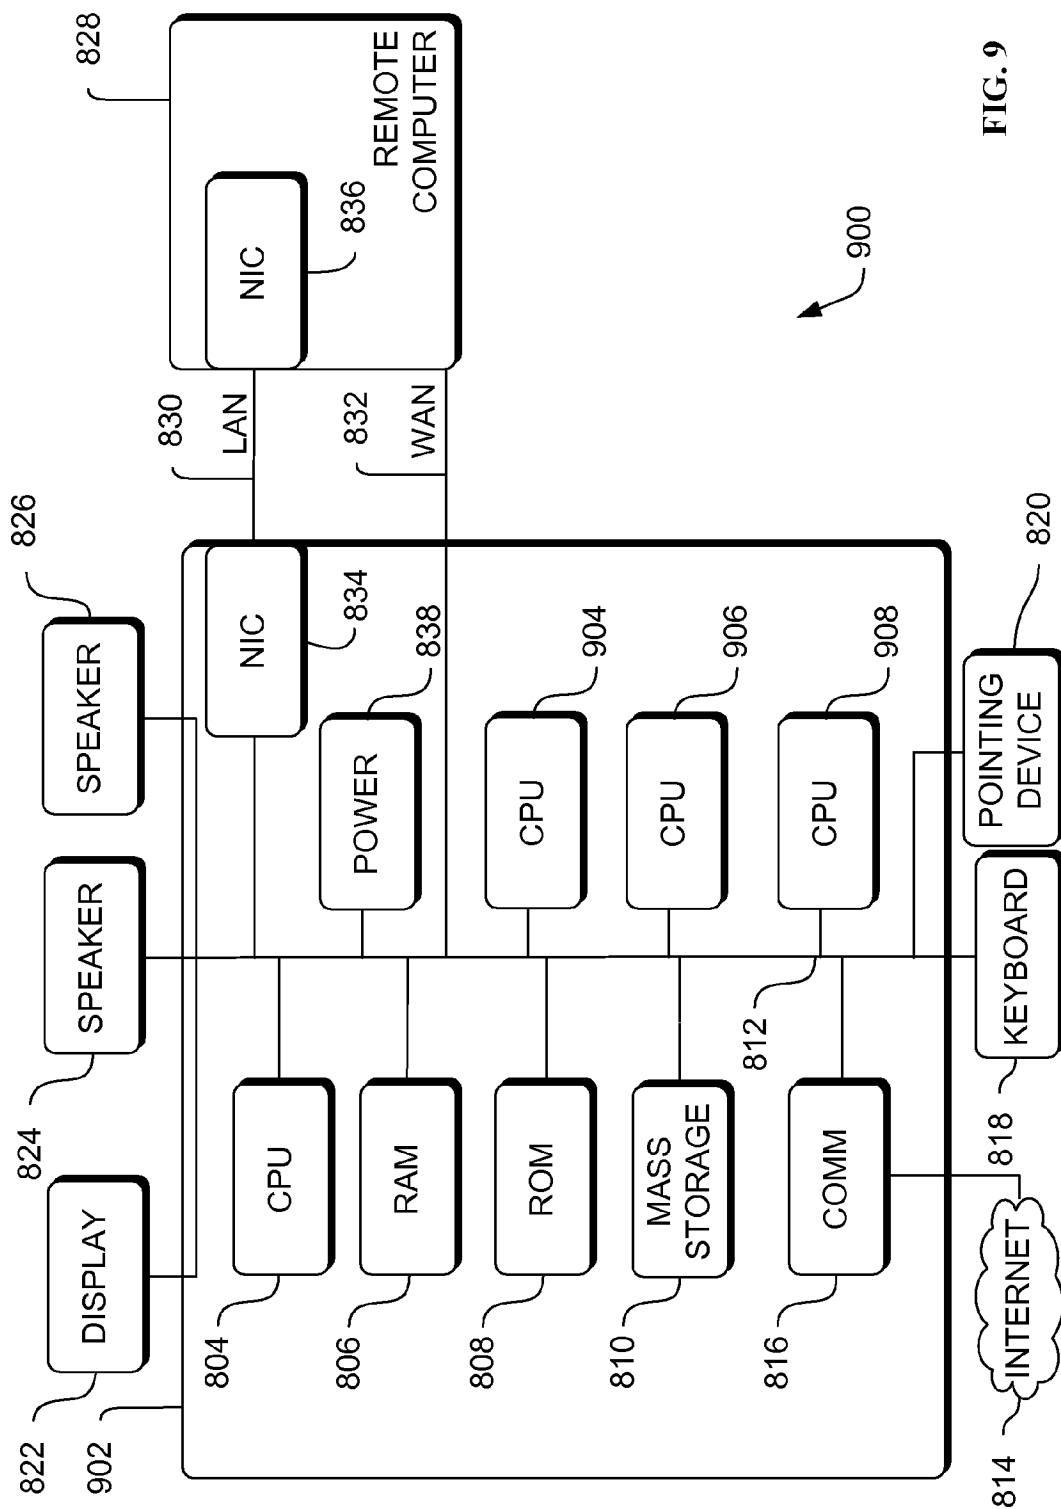 822
DISPLAY
824
SPEAKER
826
SPEAKER
828
902
804
CPU
NIC
834
830
LAN
NIC
836
806
RAM
POWER
838
832
WAN
REMOTE
COMPUTER
808
ROM
CPU
904
810
MASS
STORAGE
CPU
906
812
816
COMM
CPU
908
900
814
INTERNET
818
KEYBOARD
POINTING
DEVICE
820
FIG. 9